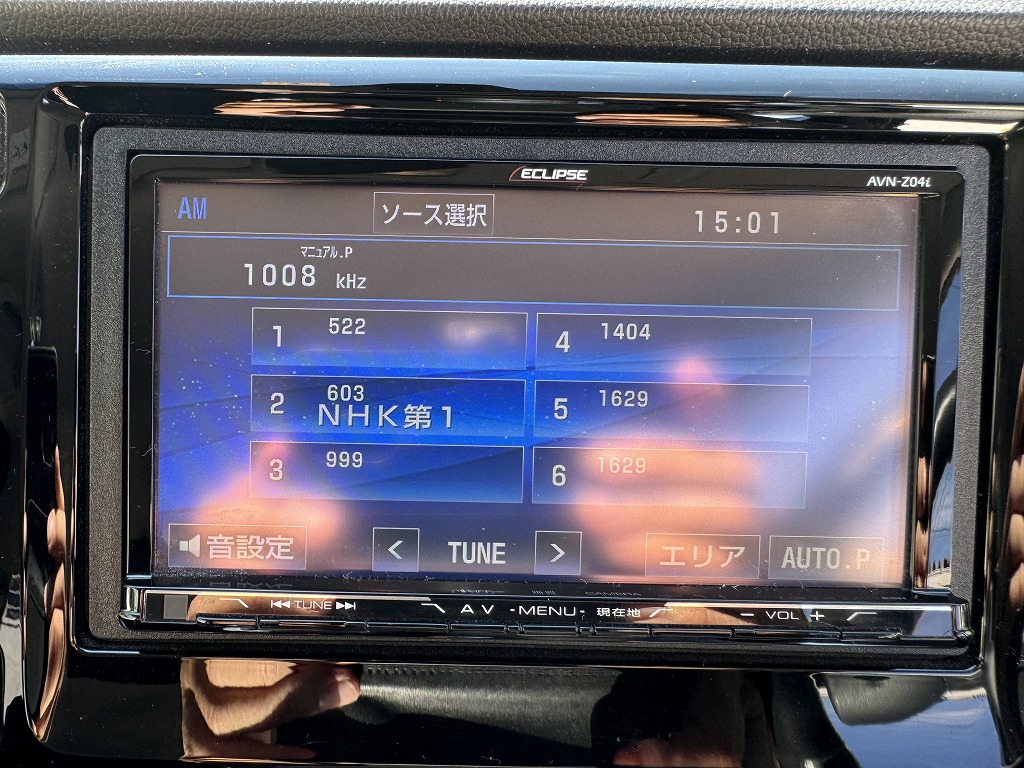 ECLIPSE
AVN-Z04i
AM
ソース選択
15:01
マニュアル.P
1008 kHz
1 522
4 1404
2 603
NHK第1
5 1629
3 999
6 1629
音設定
< TUNE >
エリア
AUTO.P
TUNE
AV
-MENU-
現在地
- VOL +